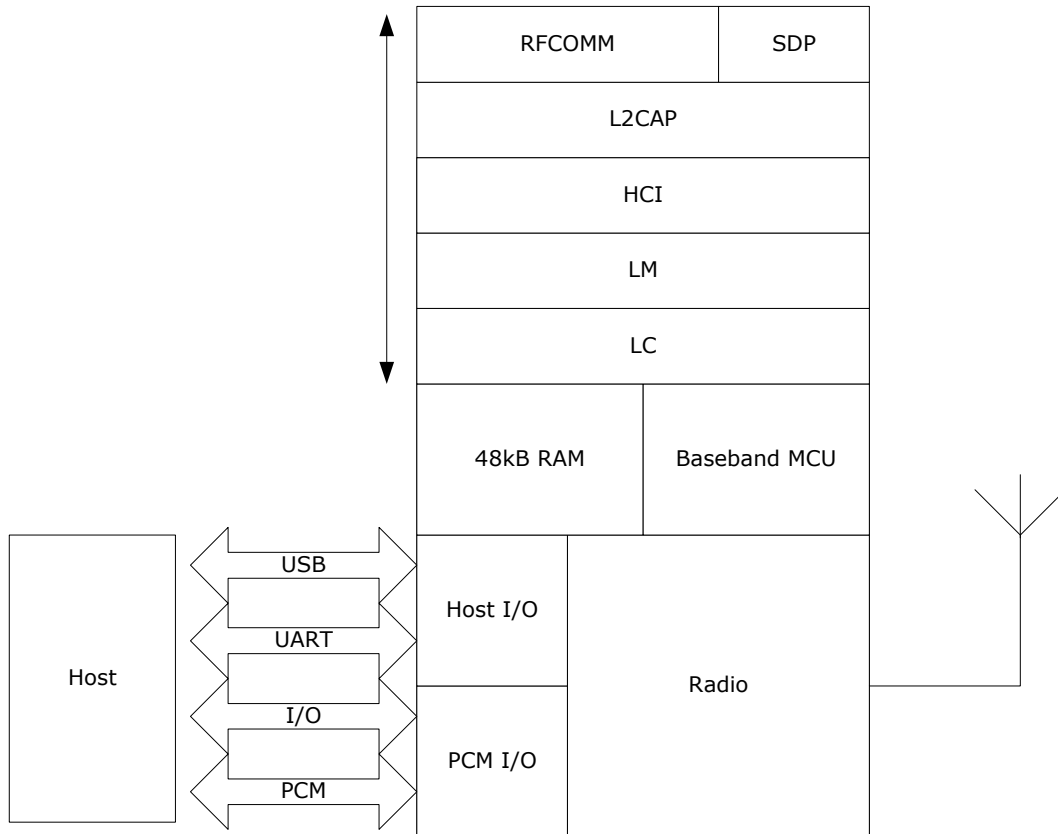 RFCOMM
SDP
L2CAP
HCI
LM
LC
48kB RAM
Baseband MCU
USB
Host I/O
UART
Host
Radio
I/O
PCM I/O
PCM